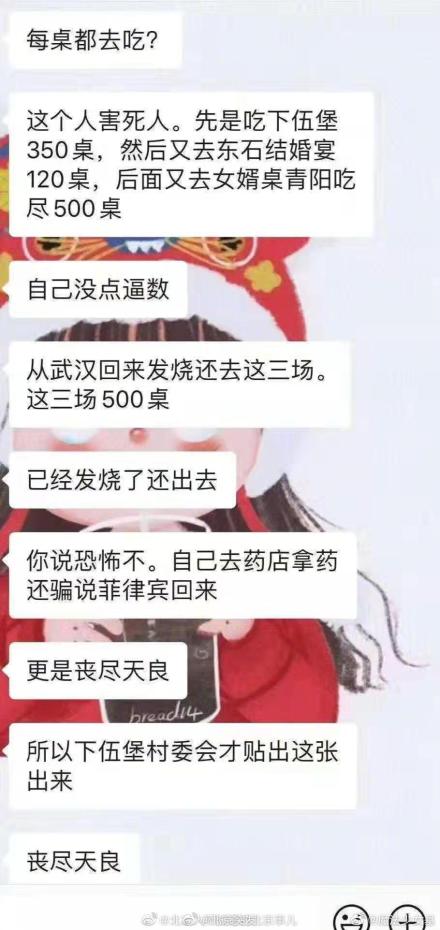 每桌都去吃？
这个人害死人。先是吃下伍堡
350桌，然后又去东石结婚宴
120桌，后面又去女婿桌青阳吃
尽500桌
自己没点逼数
从武汉回来发烧还去这三场。
这三场500桌
已经发烧了还出去
你说恐怖不。自己去药店拿药
还骗说菲律宾回来
更是丧尽天良
bread14
所以下伍堡村委会才贴出这张
出来
丧尽天良